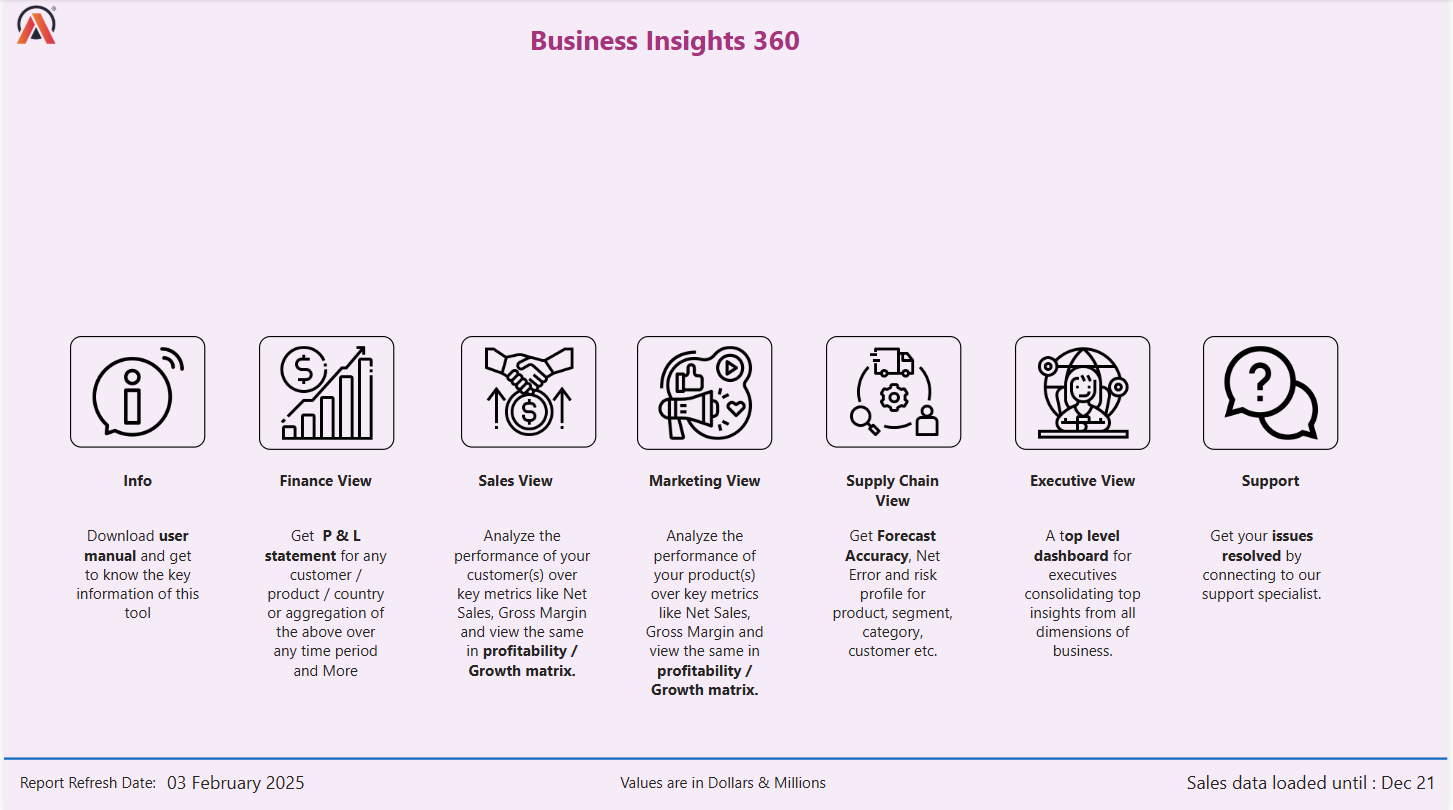 Business Insights 360
Info
Download user
manual and get
to know the key
information of this
tool
Finance View
Get  P & L
statement for any
customer /
product / country
or aggregation of
the above over
any time period
and More
Sales View
Analyze the
performance of your
customer(s) over
key metrics like Net
Sales, Gross Margin
and view the same
in profitability /
Growth matrix.
Marketing View
Analyze the
performance of
your product(s)
over key metrics
like Net Sales,
Gross Margin and
view the same in
profitability /
Growth matrix.
Supply Chain
View
Get Forecast
Accuracy, Net
Error and risk
profile for
product, segment,
category,
customer etc.
Executive View
A top level
dashboard for
executives
consolidating top
insights from all
dimensions of
business.
Support
Get your issues
resolved by
connecting to our
support specialist.
Report Refresh Date: 03 February 2025
Values are in Dollars & Millions
Sales data loaded until : Dec 21